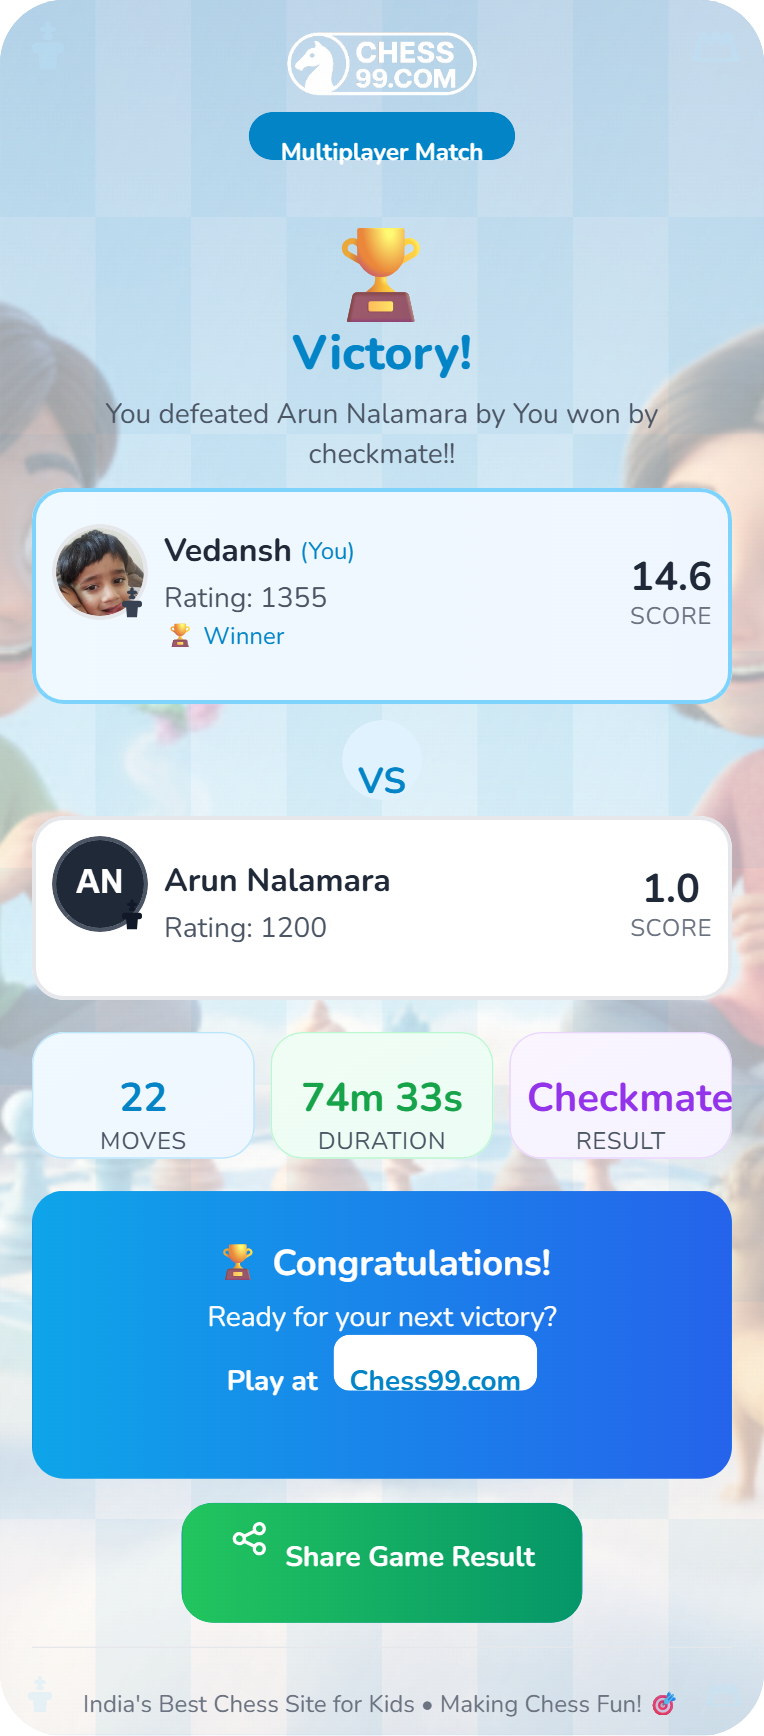 CHESS
99.COM
Multiplayer Match
Victory!
You defeated Arun Nalamara by You won by
checkmate!!
Vedansh (You)
Rating: 1355
Winner
14.6
SCORE
VS
AN
Arun Nalamara
Rating: 1200
1.0
SCORE
22
MOVES
74m 33s
DURATION
Checkmate
RESULT
Congratulations!
Ready for your next victory?
Play at Chess99.com
Share Game Result
India's Best Chess Site for Kids • Making Chess Fun! 🎯